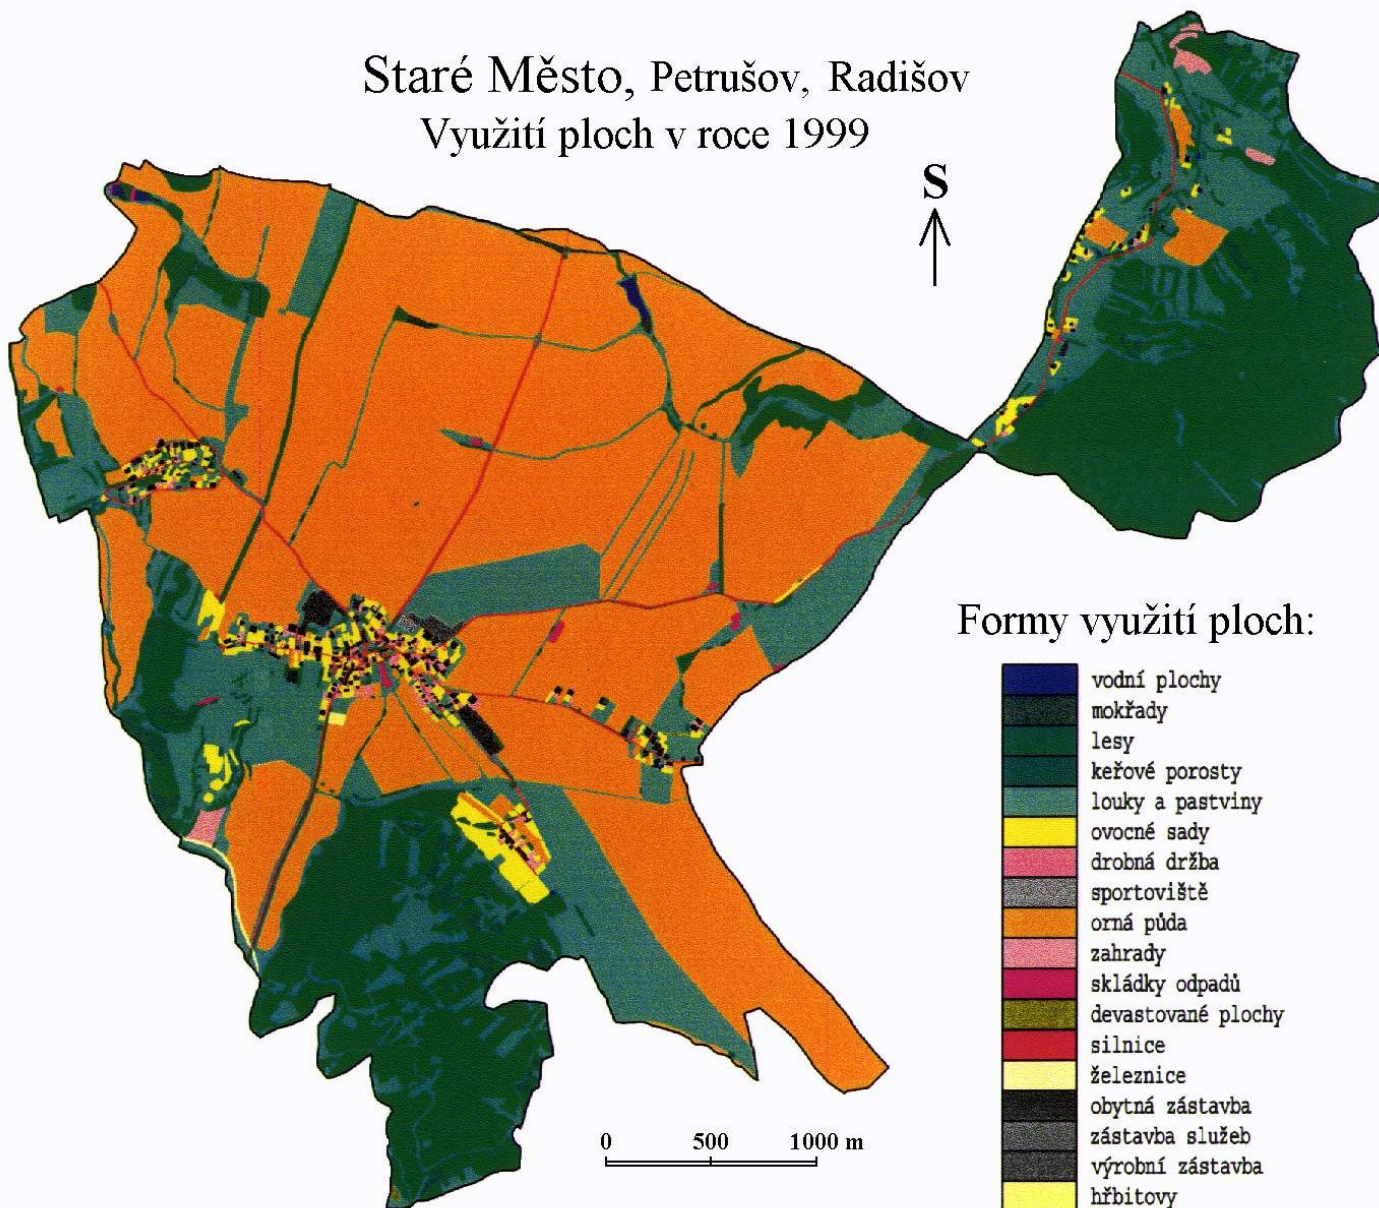 Staré Město, Petrušov, Radišov
Využití ploch v roce 1999
S
Formy využití ploch:
vodní plochy
mokřady
lesy
keřové porosty
louky a pastviny
ovocné sady
drobná držba
sportoviště
orná půda
zahrady
skládky odpadů
devastované plochy
silnice
železnice
obytná zástavba
zástavba služeb
výrobní zástavba
hřbitovy
0 500 1000 m